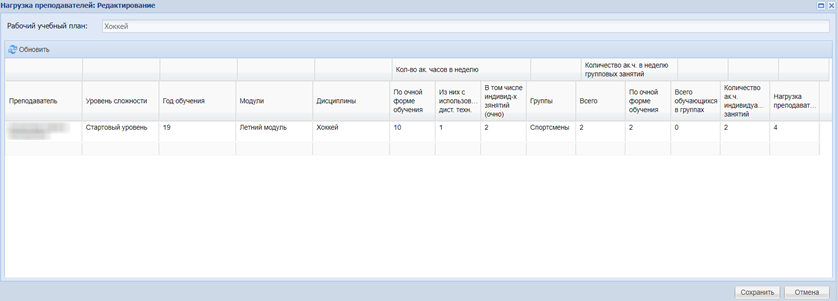 Нагрузка преподавателей: Редактирование
Рабочий учебный план: Хоккей
Обновить
Кол-во ак. часов в неделю
Количество ак.ч. в неделю
групповых занятий
Преподаватель
Уровень сложности
Год обучения
Модули
Дисциплины
По очной
форме
обучения
Из них с
использов...
дист. техн.
В том числе
индивид-х
зянятий
(очно)
Группы
Всего
По очной
форме
обучения
Всего
обучающихся
в группах
Количество
ак.ч.
индивидуа...
занятий
Нагрузка
преподават...
Стартовый уровень 19 Летний модуль Хоккей 10 1 2 Спортсмены 2 2 0 2 4
Сохранить Отмена